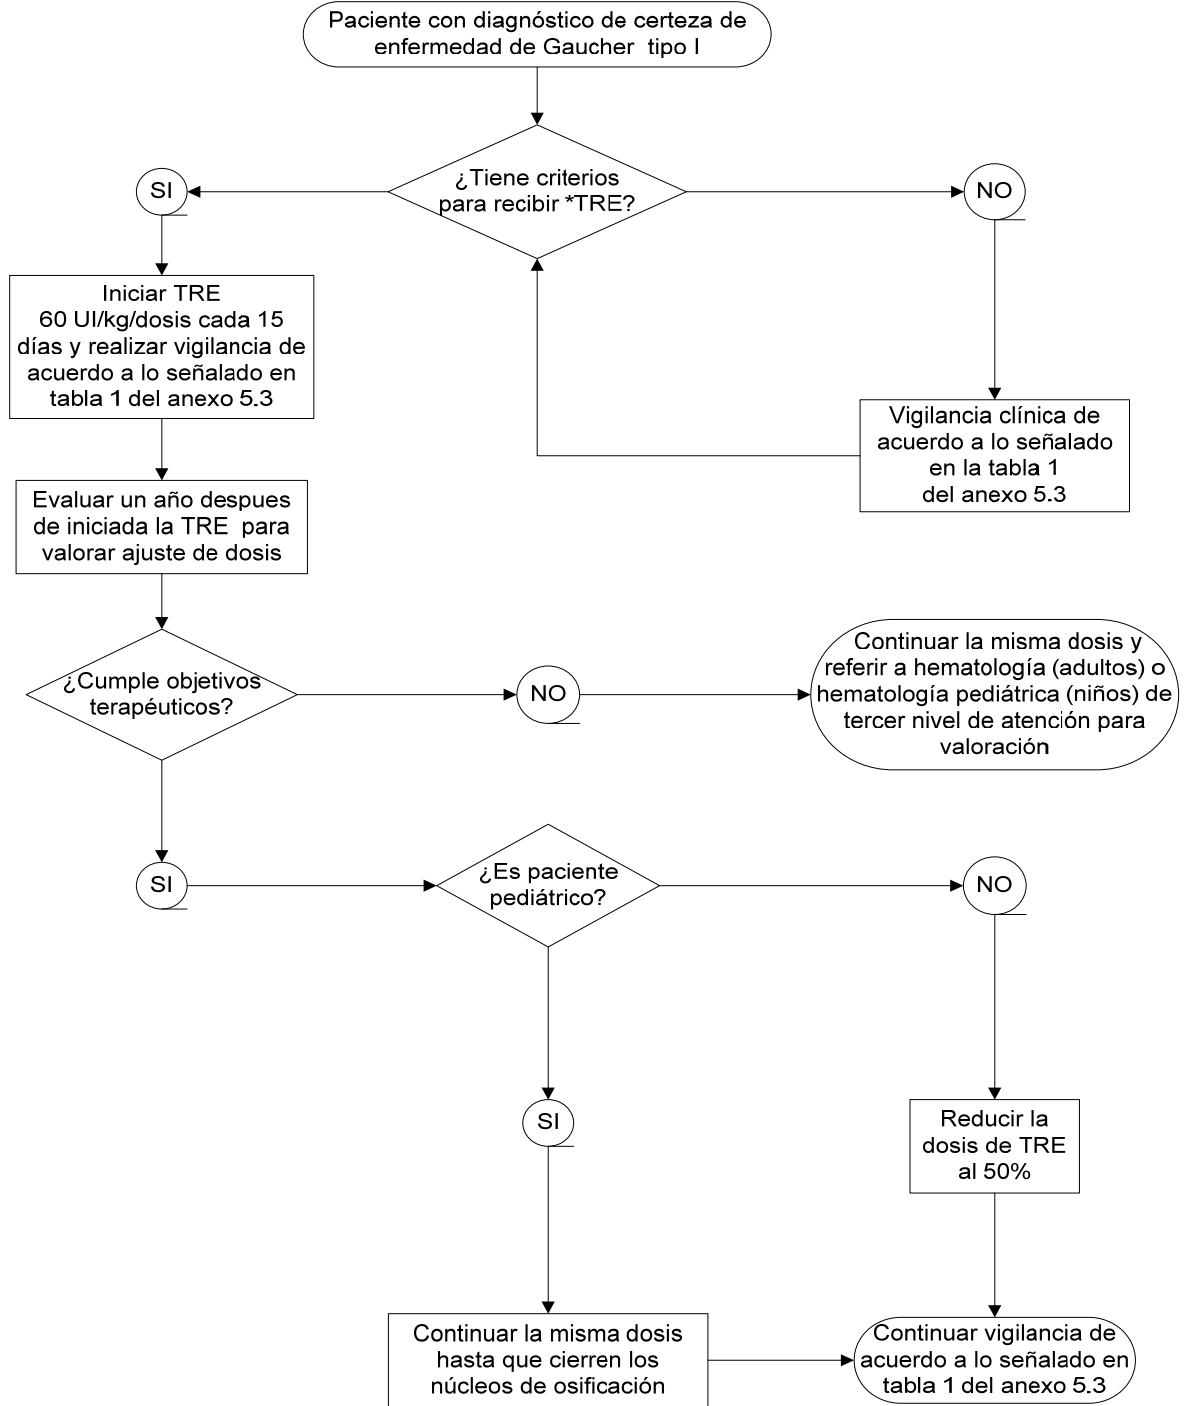 Paciente con diagnóstico de certeza de
enfermedad de Gaucher tipo I
¿Tiene criterios
para recibir *TRE?
SI
NO
Iniciar TRE
60 UI/kg/dosis cada 15
días y realizar vigilancia de
acuerdo a lo señalado en
tabla 1 del anexo 5.3
Vigilancia clínica de
acuerdo a lo señalado
en la tabla 1
del anexo 5.3
Evaluar un año despues
de iniciada la TRE para
valorar ajuste de dosis
¿Cumple objetivos
terapéuticos?
NO
Continuar la misma dosis y
referir a hematología (adultos) o
hematología pediátrica (niños) de
tercer nivel de atención para
valoración
SI
¿Es paciente
pediátrico?
NO
SI
Reducir la
dosis de TRE
al 50%
Continuar la misma dosis
hasta que cierren los
núcleos de osificación
Continuar vigilancia de
acuerdo a lo señalado en
tabla 1 del anexo 5.3